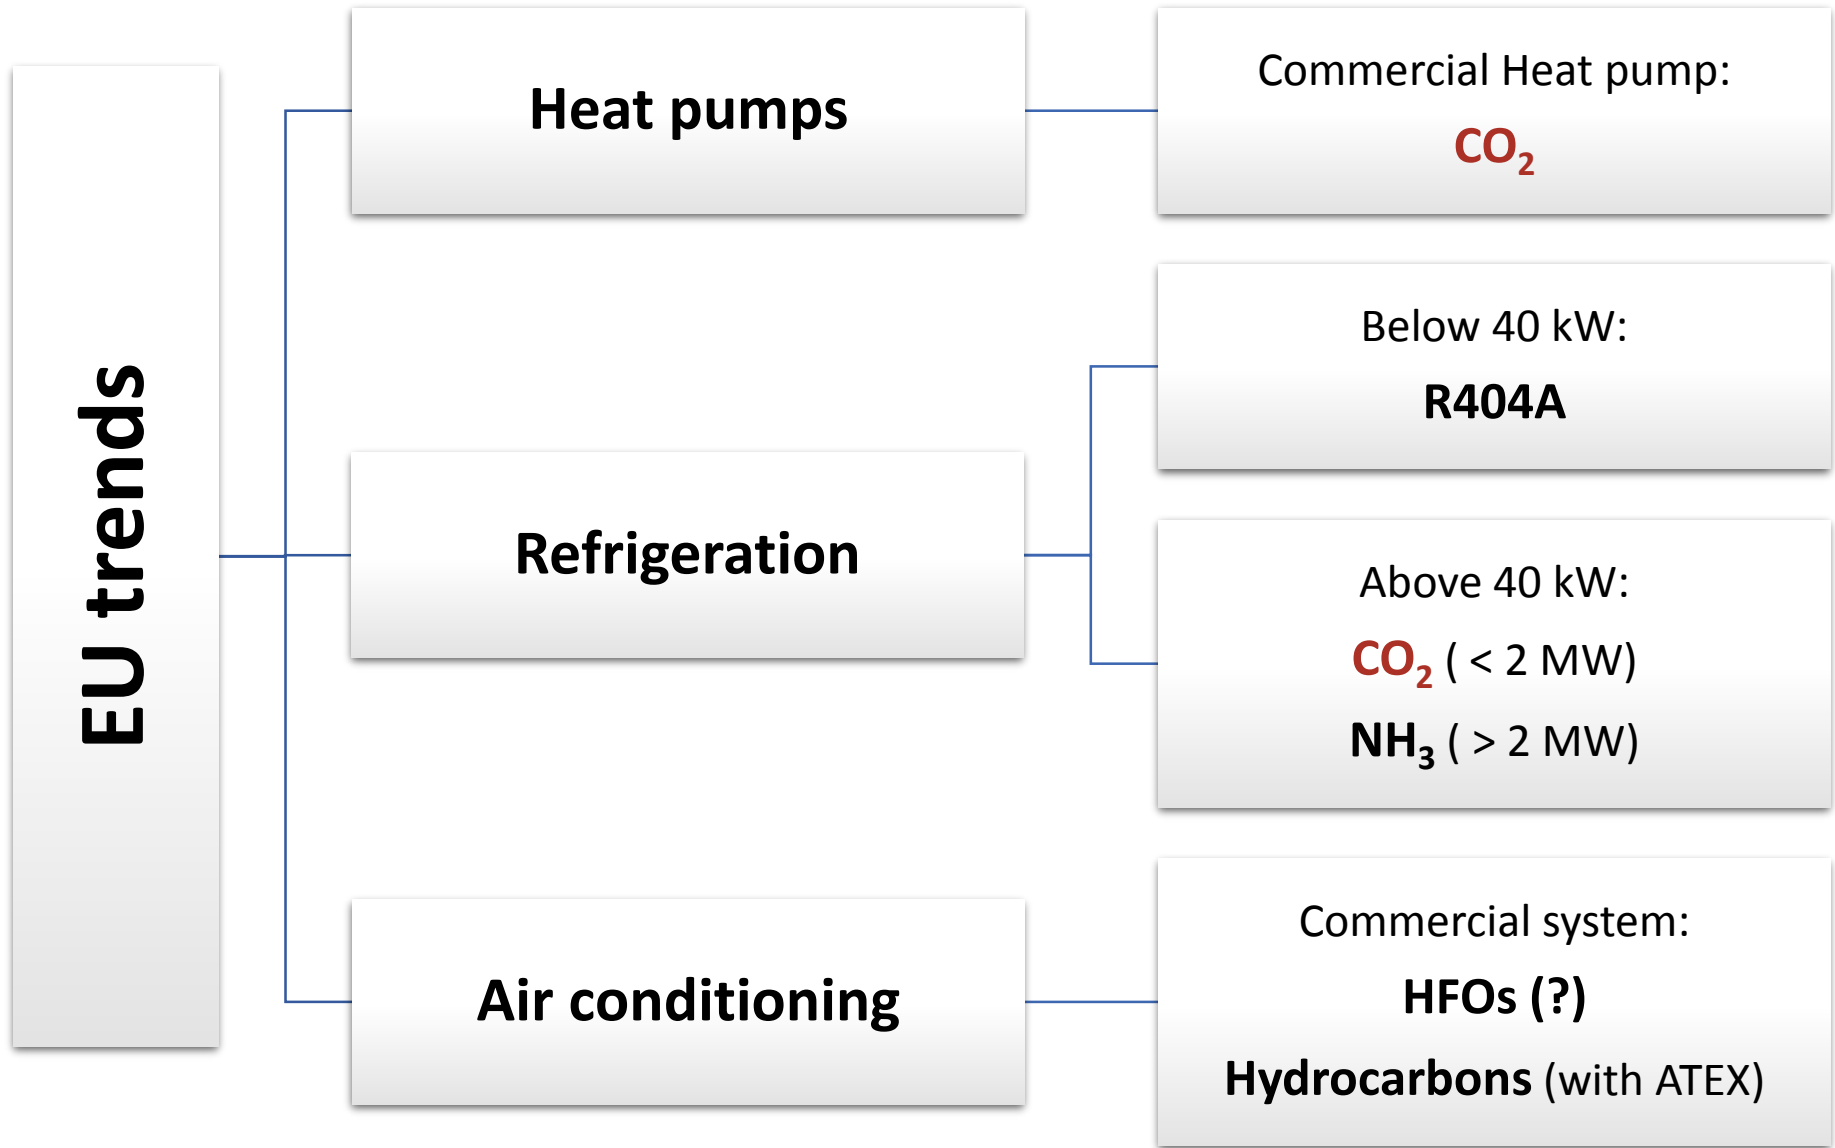 EU trends
Heat pumps
Commercial Heat pump:
CO₂
Refrigeration
Below 40 kW:
R404A
Above 40 kW:
CO₂ ( < 2 MW)
NH₃ ( > 2 MW)
Air conditioning
Commercial system:
HFOs (?)
Hydrocarbons (with ATEX)